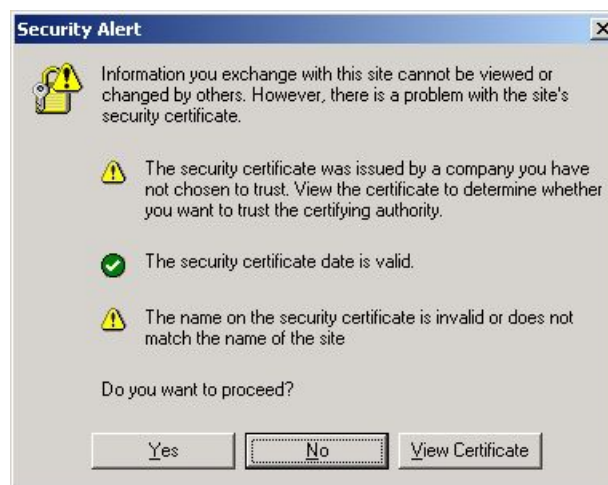 Security Alert
Information you exchange with this site cannot be viewed or
changed by others. However, there is a problem with the site's
security certificate.
The security certificate was issued by a company you have
not chosen to trust. View the certificate to determine whether
you want to trust the certifying authority.
The security certificate date is valid.
The name on the security certificate is invalid or does not
match the name of the site
Do you want to proceed?
Yes No View Certificate